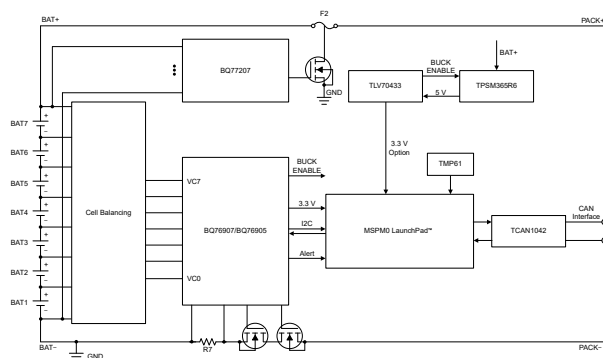 BAT+
F2
PACK+
BQ77207
GND
BAT+
BUCK
ENABLE
TLV70433
5 V
TPSM365R6
3.3 V
Option
TMP61
BAT7
BAT6
BAT5
BAT4
BAT3
BAT2
BAT1
+
−
+
−
+
−
+
−
+
−
+
−
+
−
Cell Balancing
VC7
BQ76907/BQ76905
VC0
BUCK
ENABLE
3.3 V
I2C
Alert
MSPM0 LaunchPad™
TCAN1042
CAN
Interface
R7
BAT−
GND
PACK−